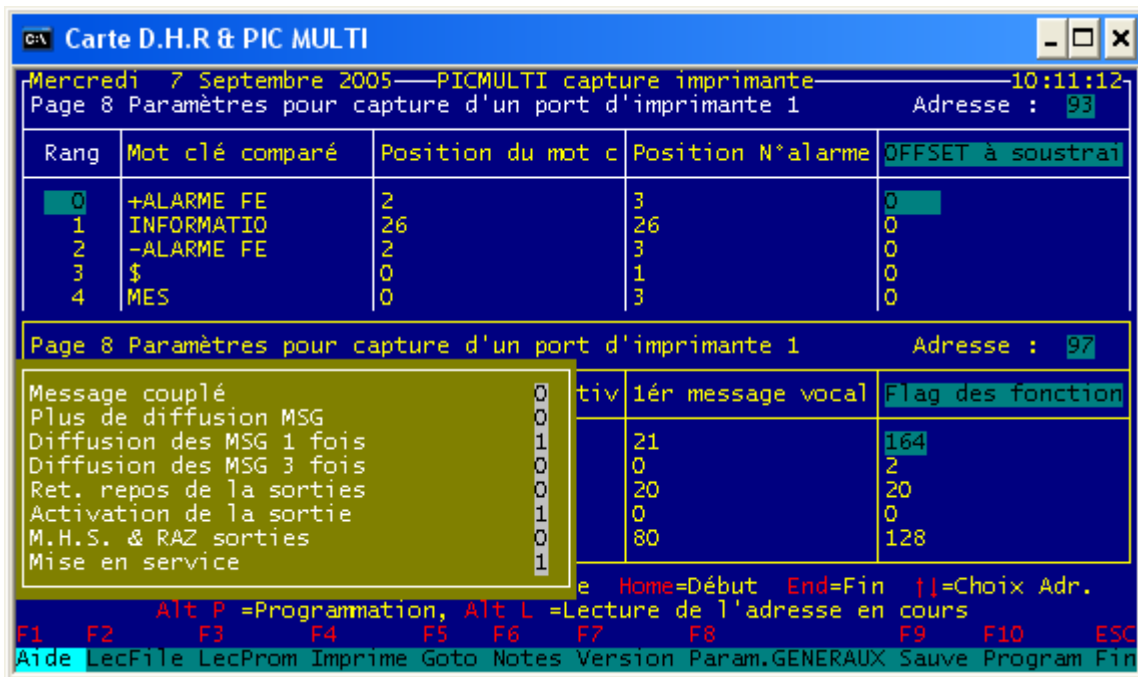 Carte D.H.R & PIC MULTI
Mercredi 7 Septembre 2005 PICMULTI capture imprimante 10:11:12
Page 8 Paramètres pour capture d'un port d'imprimante 1 Adresse : 93
Rang Mot clé comparé Position du mot c Position N°alarme OFFSET à soustrai
0 +ALARME FE 2 3 0
1 INFORMATIO 26 26 0
2 -ALARME FE 2 3 0
3 $ 0 1 0
4 MES 0 3 0
Page 8 Paramètres pour capture d'un port d'imprimante 1 Adresse : 97
Message couplé 0 tiv 1ér message vocal Flag des fonction
Plus de diffusion MSG 0
Diffusion des MSG 1 fois 1 21 164
Diffusion des MSG 3 fois 0 0 2
Ret. repos de la sorties 0 20 20
Activation de la sortie 1 0 0
M.H.S. & RAZ sorties 0 80 128
Mise en service 1
e Home=Début End=Fin ↑↓=Choix Adr.
Alt P =Programmation, Alt L =Lecture de l'adresse en cours
F1 F2 F3 F4 F5 F6 F7 F8 F9 F10 ESC
Aide LecFile LecProm Imprime Goto Notes Version Param.GENERAUX Sauve Program Fin